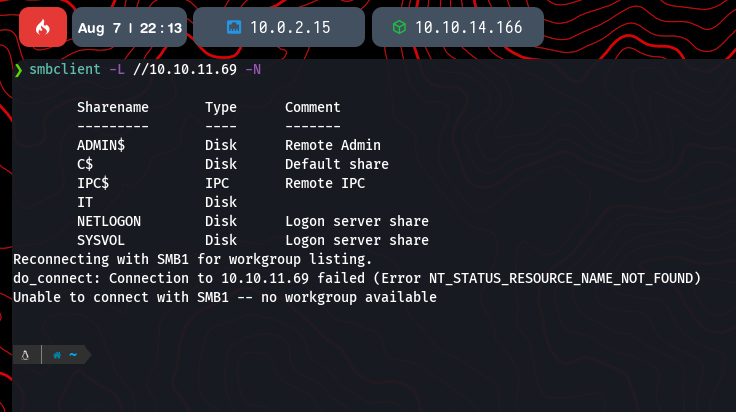 Aug 7 | 22:13 10.0.2.15 10.10.14.166
❯ smbclient -L //10.10.11.69 -N
Sharename Type Comment
--------- ---- -------
ADMIN$ Disk Remote Admin
C$ Disk Default share
IPC$ IPC Remote IPC
IT Disk
NETLOGON Disk Logon server share
SYSVOL Disk Logon server share
Reconnecting with SMB1 for workgroup listing.
do_connect: Connection to 10.10.11.69 failed (Error NT_STATUS_RESOURCE_NAME_NOT_FOUND)
Unable to connect with SMB1 -- no workgroup available
~